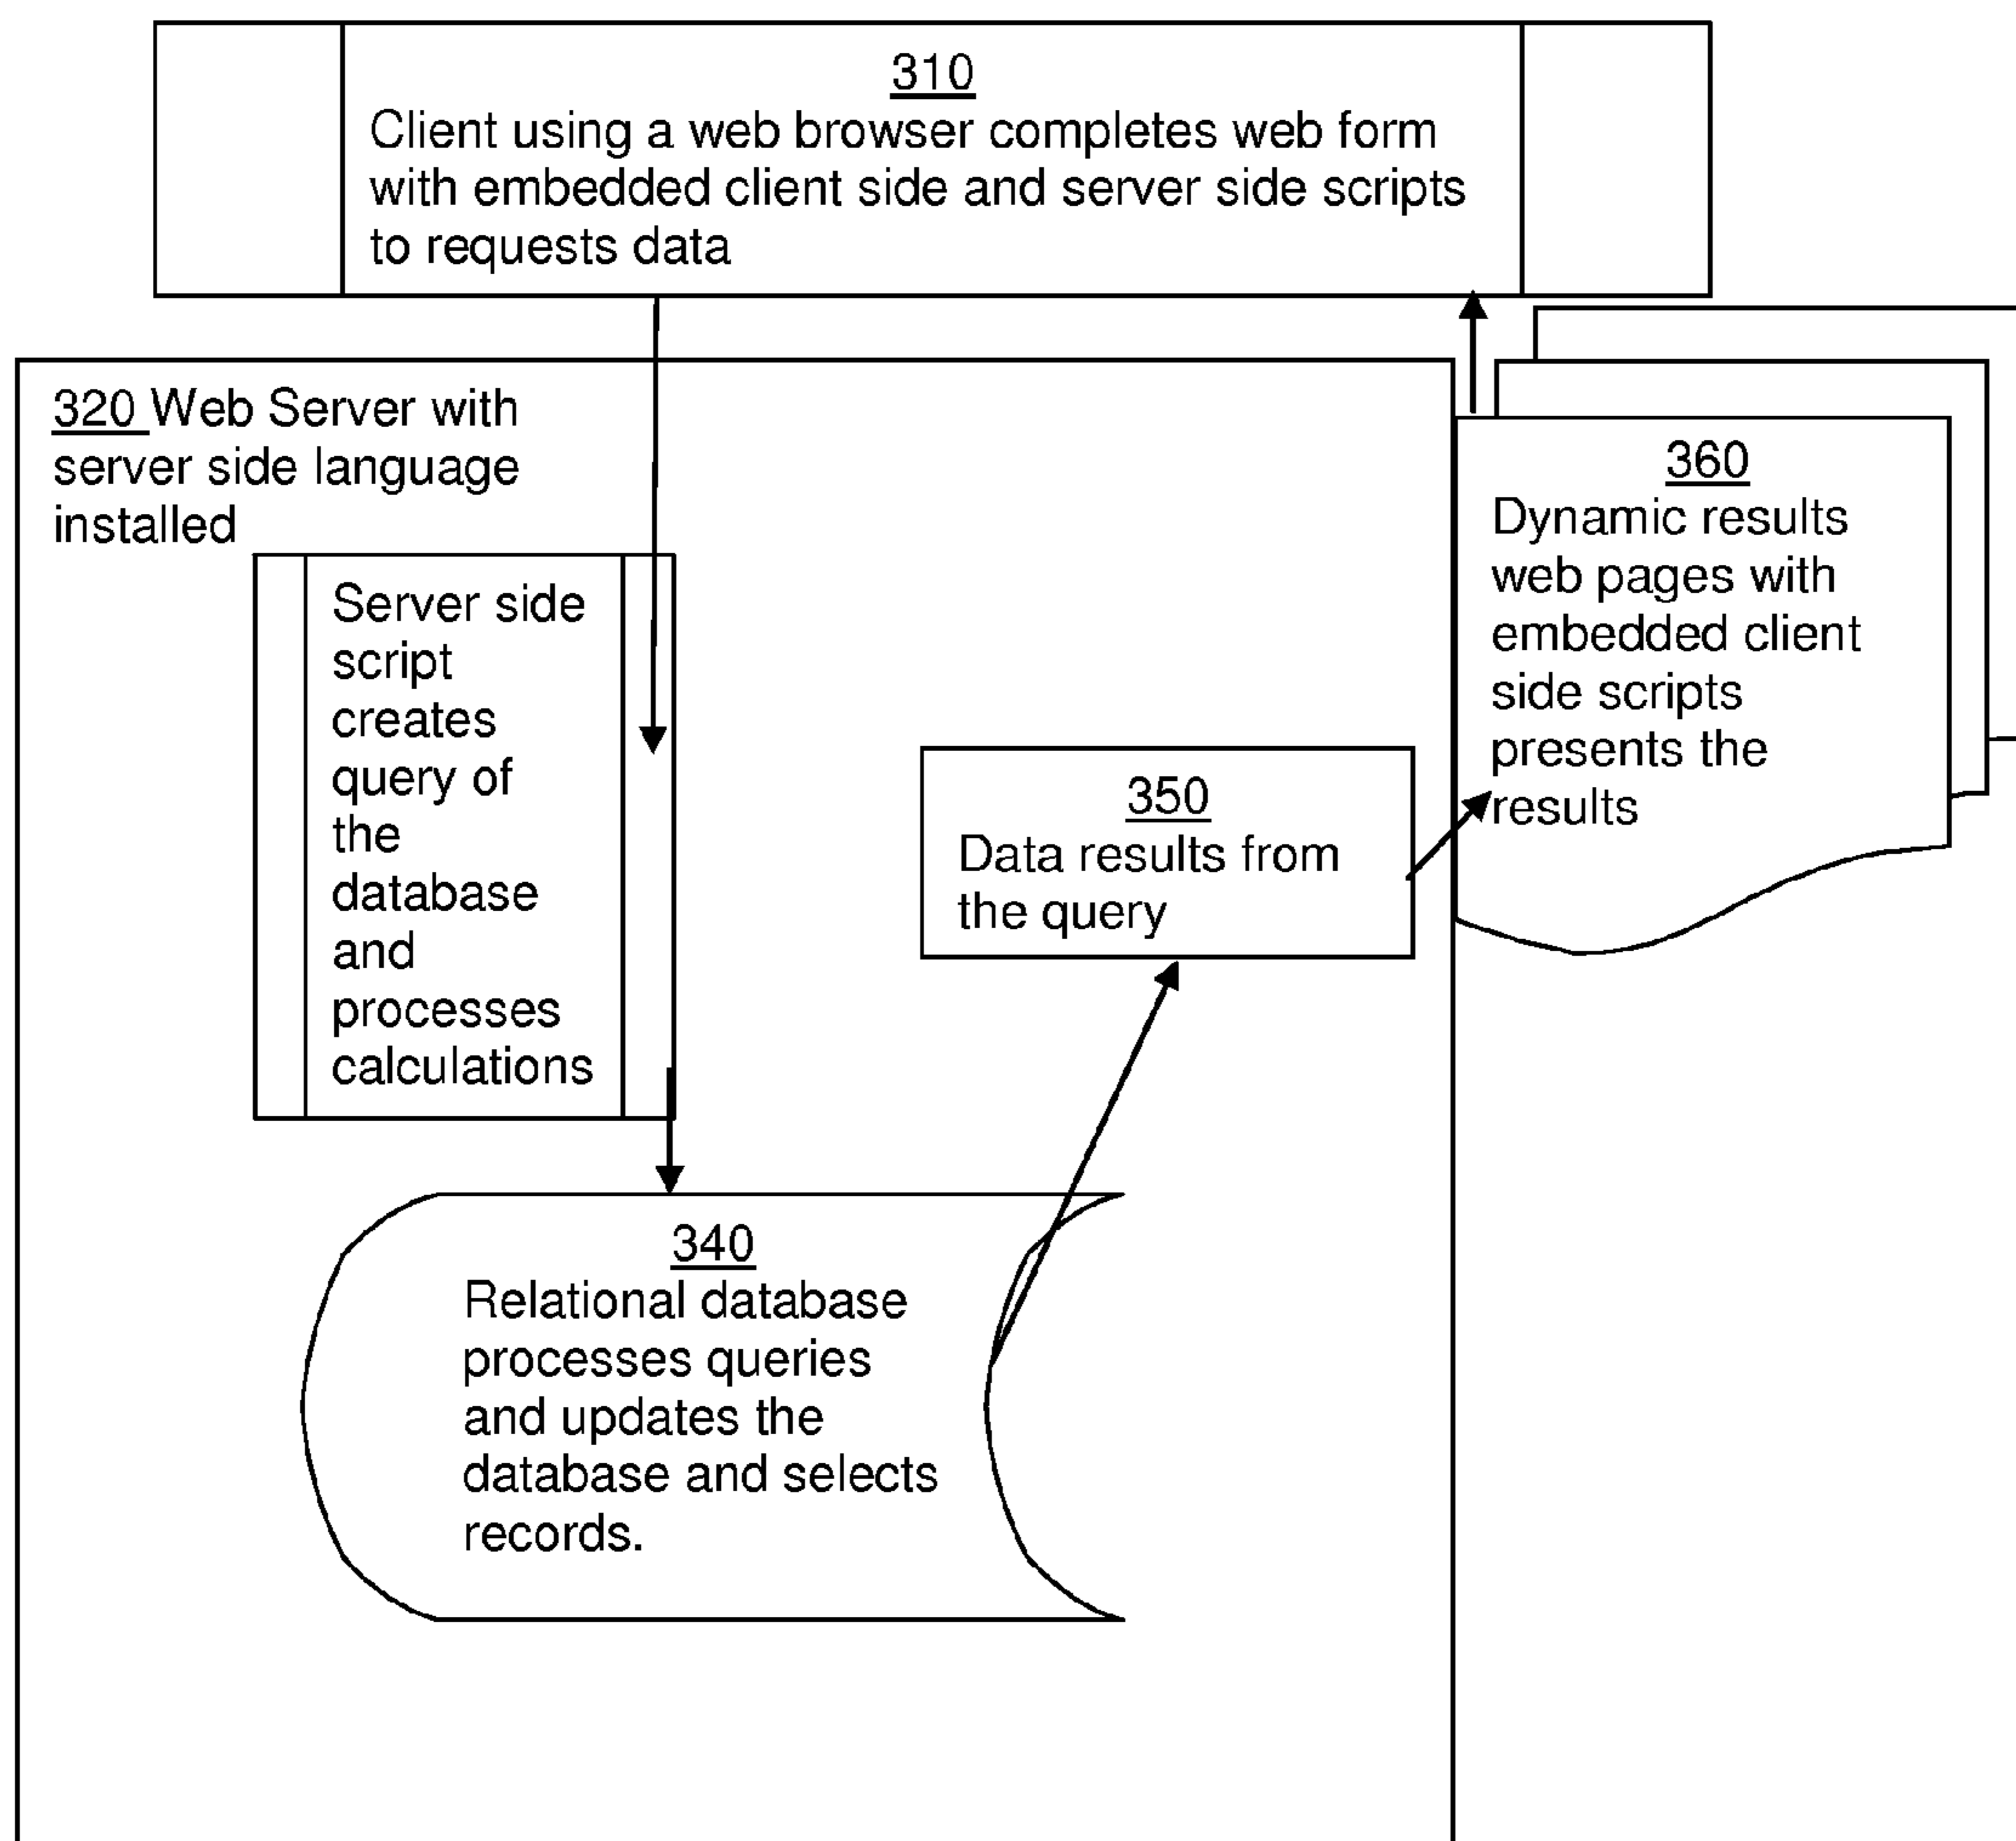 310
Client using a web browser completes web form
with embedded client side and server side scripts
to requests data
320 Web Server with
server side language
installed
Server side
script
creates
query of
the
database
and
processes
calculations
340
Relational database
processes queries
and updates the
database and selects
records.
350
Data results from
the query
360
Dynamic results
web pages with
embedded client
side scripts
presents the
results